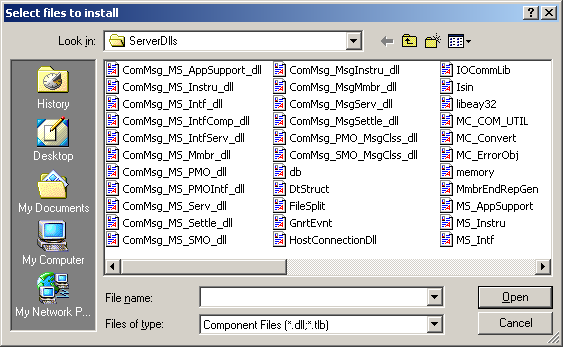 Select files to install
Look in: ServerDlls
History
Desktop
My Documents
My Computer
My Network P...
ComMsg_MS_AppSupport_dll
ComMsg_MS_Instru_dll
ComMsg_MS_Intf_dll
ComMsg_MS_IntfComp_dll
ComMsg_MS_IntfServ_dll
ComMsg_MS_Mmbr_dll
ComMsg_MS_PMO_dll
ComMsg_MS_PMOIntf_dll
ComMsg_MS_Serv_dll
ComMsg_MS_Settle_dll
ComMsg_MS_SMO_dll
ComMsg_MsgInstru_dll
ComMsg_MsgMmbr_dll
ComMsg_MsgServ_dll
ComMsg_MsgSettle_dll
ComMsg_PMO_MsgClss_dll
ComMsg_SMO_MsgClss_dll
db
DtStruct
FileSplit
GnrtEvnt
HostConnectionDll
IOCommLib
Isin
libeay32
MC_COM_UTIL
MC_Convert
MC_ErrorObj
memory
MmbrEndRepGen
MS_AppSupport
MS_Instru
MS_Intf
File name:
Open
Files of type: Component Files (*.dll;*.tlb)
Cancel